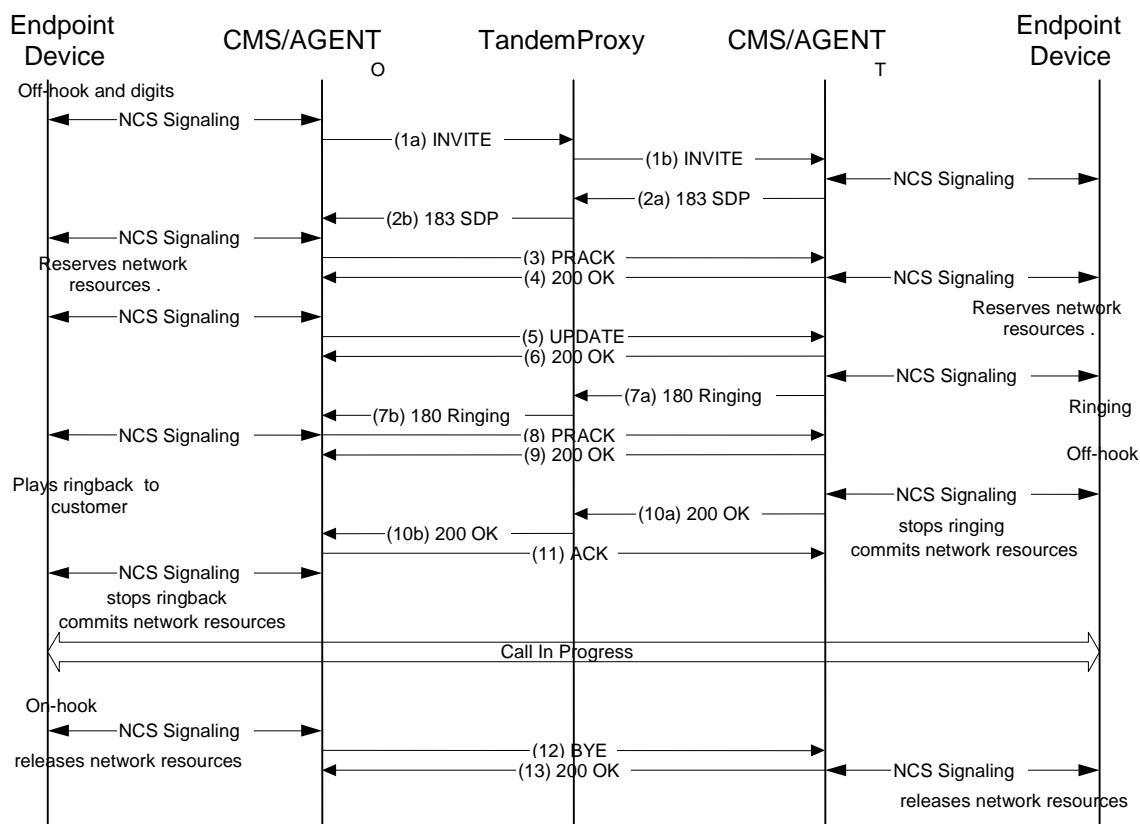 Endpoint
Device
CMS/AGENT
O
TandemProxy
CMS/AGENT
T
Endpoint
Device
Off-hook and digits
NCS Signaling
(1a) INVITE
(1b) INVITE
NCS Signaling
(2a) 183 SDP
(2b) 183 SDP
NCS Signaling
(3) PRACK
Reserves network
resources .
(4) 200 OK
NCS Signaling
Reserves network
resources .
NCS Signaling
(5) UPDATE
(6) 200 OK
NCS Signaling
(7a) 180 Ringing
Ringing
(7b) 180 Ringing
NCS Signaling
(8) PRACK
(9) 200 OK
Off-hook
Plays ringback to
customer
NCS Signaling
(10a) 200 OK
stops ringing
commits network resources
(10b) 200 OK
(11) ACK
NCS Signaling
stops ringback
commits network resources
Call In Progress
On-hook
NCS Signaling
releases network resources
(12) BYE
(13) 200 OK
NCS Signaling
releases network resources